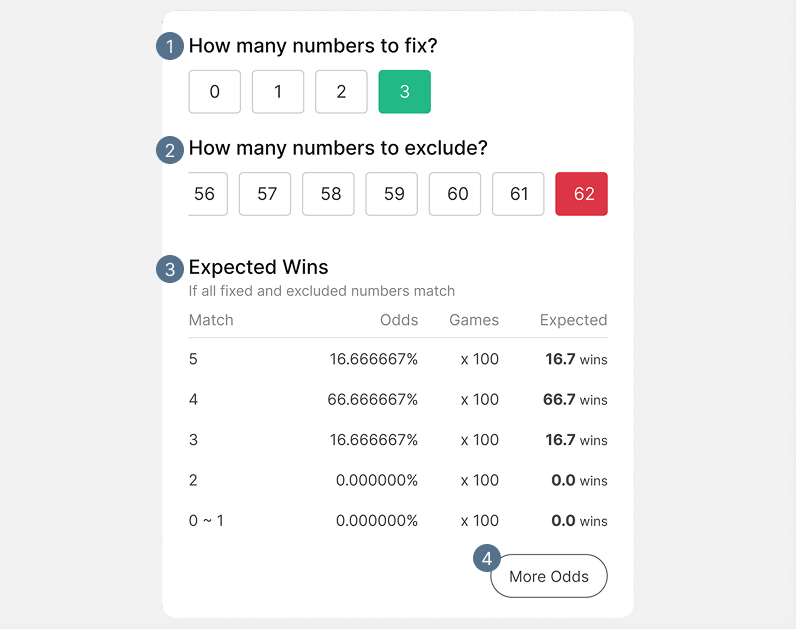 1 How many numbers to fix?
0 1 2 3
2 How many numbers to exclude?
56 57 58 59 60 61 62
3 Expected Wins
If all fixed and excluded numbers match
Match Odds Games Expected
5 16.666667% x 100 16.7 wins
4 66.666667% x 100 66.7 wins
3 16.666667% x 100 16.7 wins
2 0.000000% x 100 0.0 wins
0 ~ 1 0.000000% x 100 0.0 wins
4 More Odds